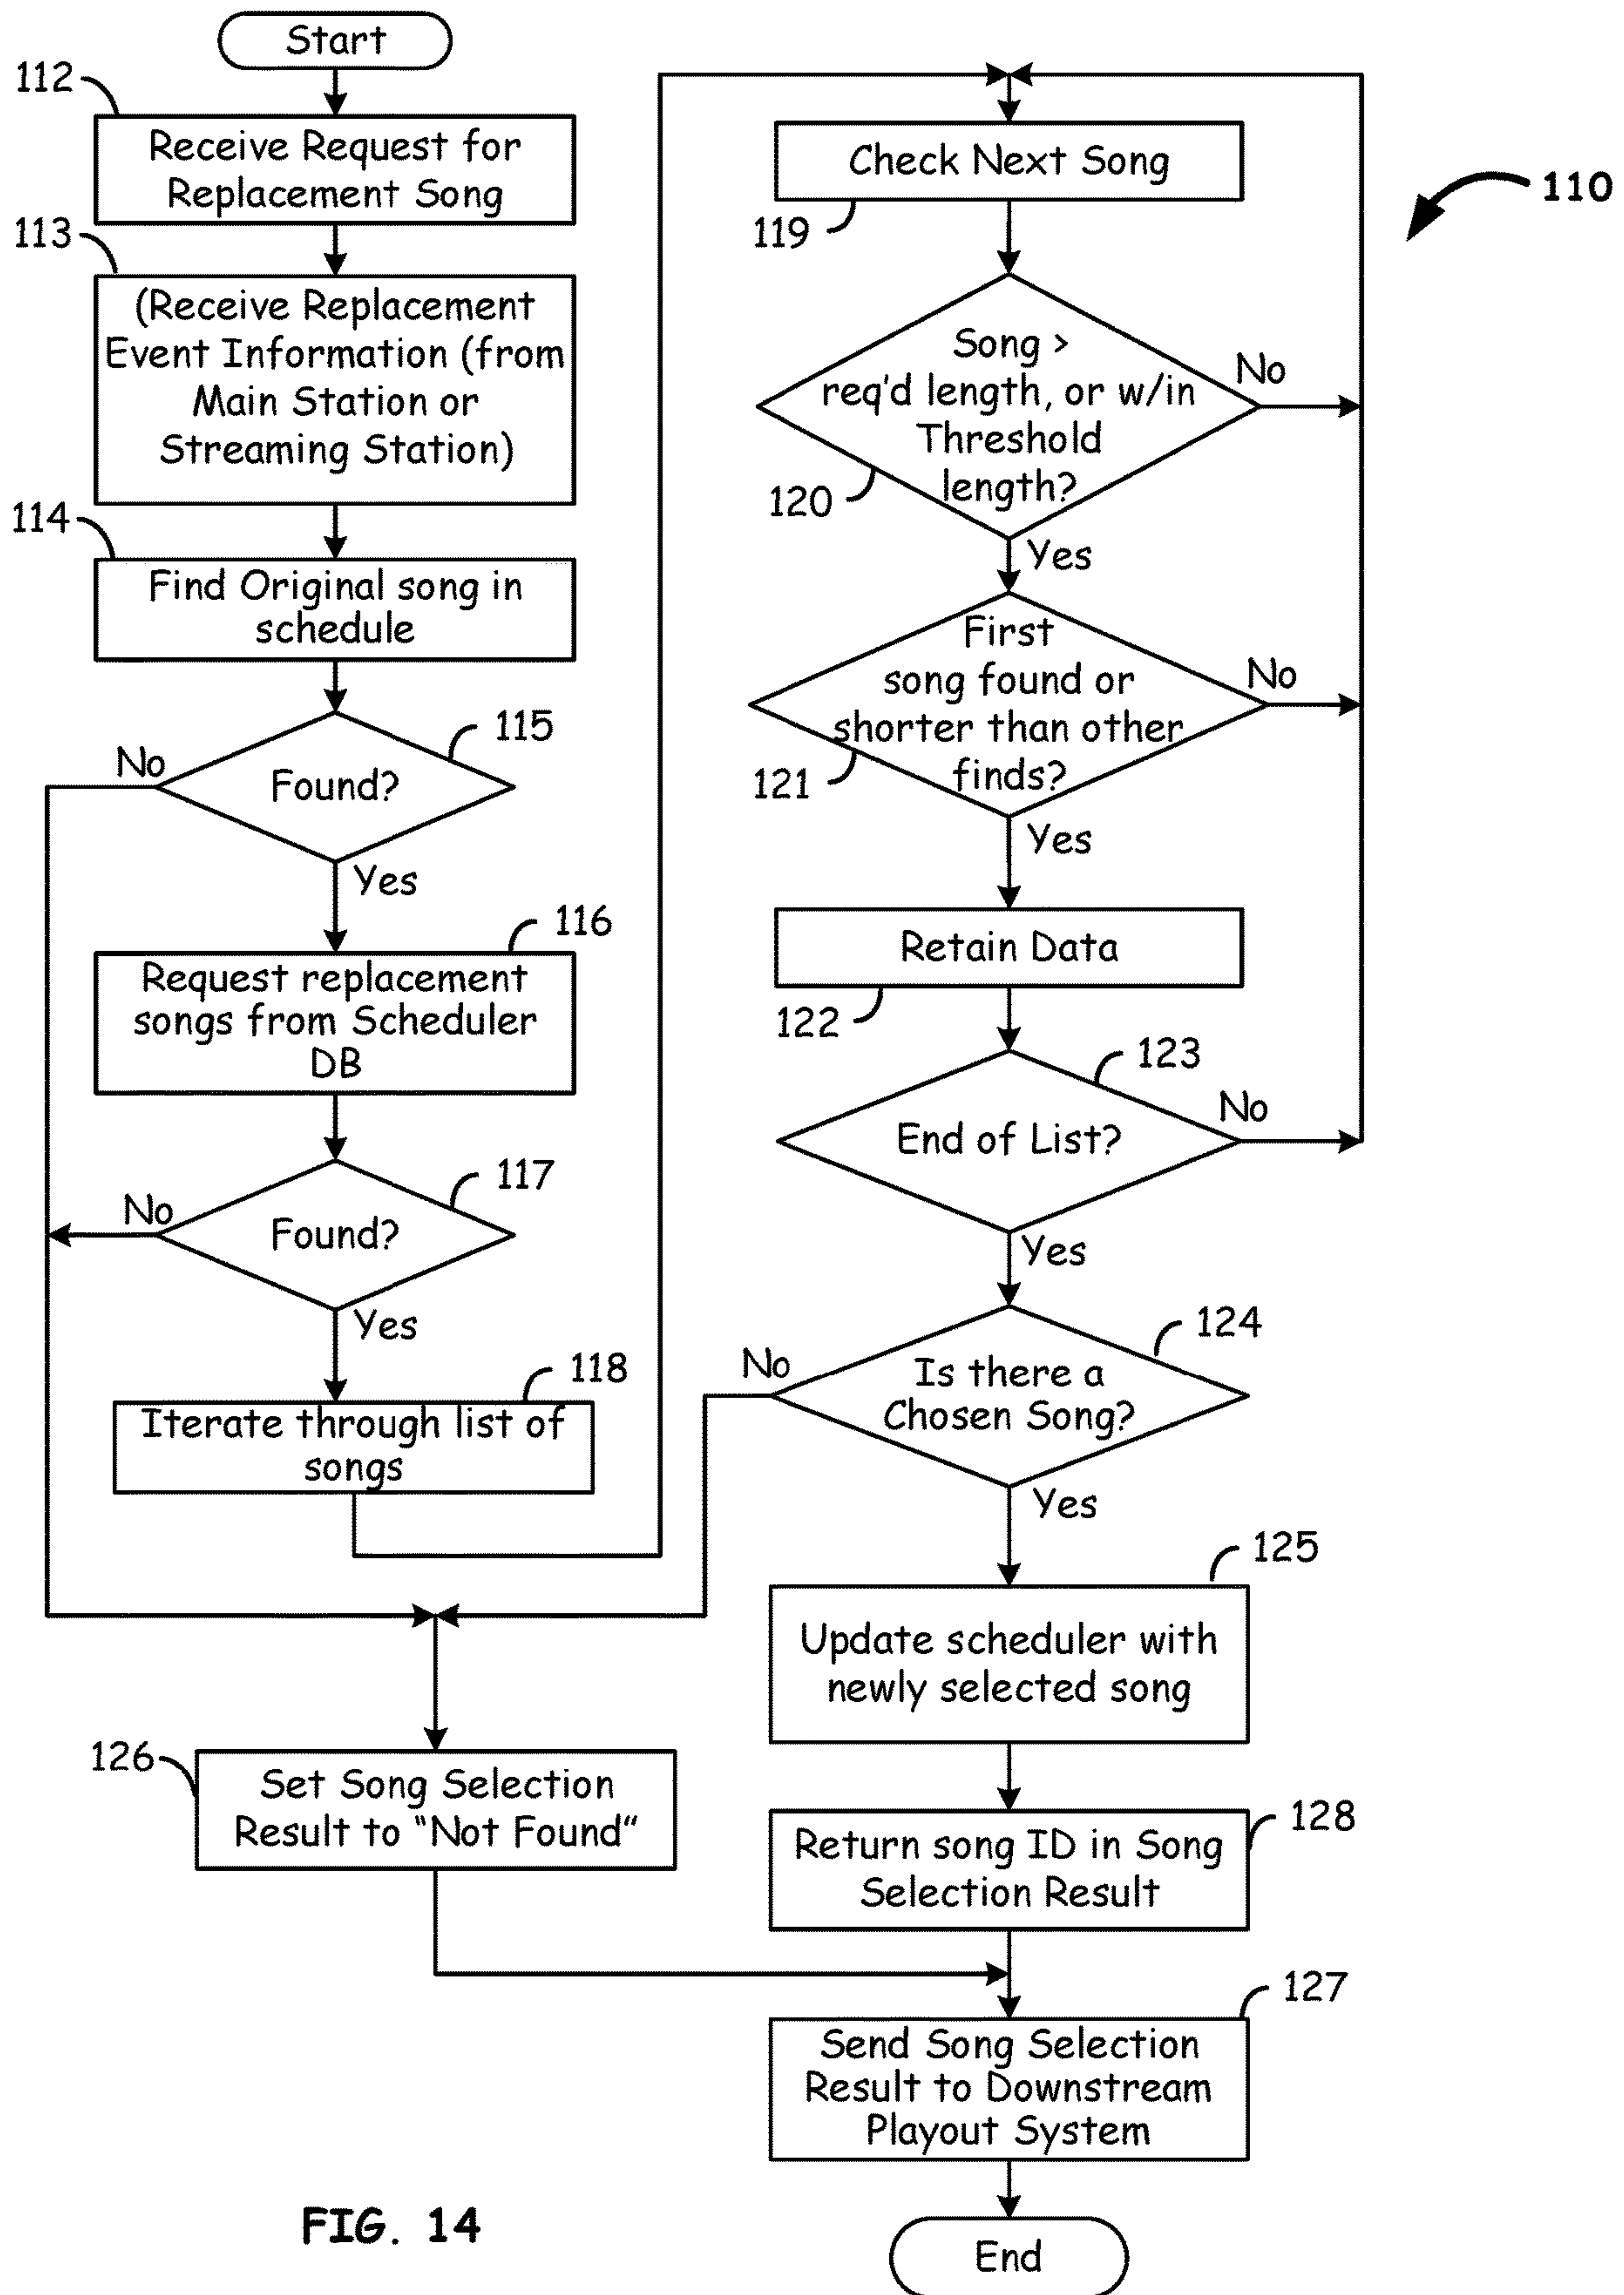 Start
112
Receive Request for
Replacement Song
113
(Receive Replacement
Event Information (from
Main Station or
Streaming Station)
114
Find Original song in
schedule
115
No
Found?
Yes
116
Request replacement
songs from Scheduler
DB
117
No
Found?
Yes
118
Iterate through list of
songs
126
Set Song Selection
Result to “Not Found”
110
Check Next Song
119
Song >
req'd length, or w/in
Threshold
length?
No
120
Yes
First
song found or
shorter than other
finds?
No
121
Yes
Retain Data
122
123
End of List?
No
Yes
124
No
Is there a
Chosen Song?
Yes
125
Update scheduler with
newly selected song
128
Return song ID in Song
Selection Result
127
Send Song Selection
Result to Downstream
Playout System
End
FIG. 14